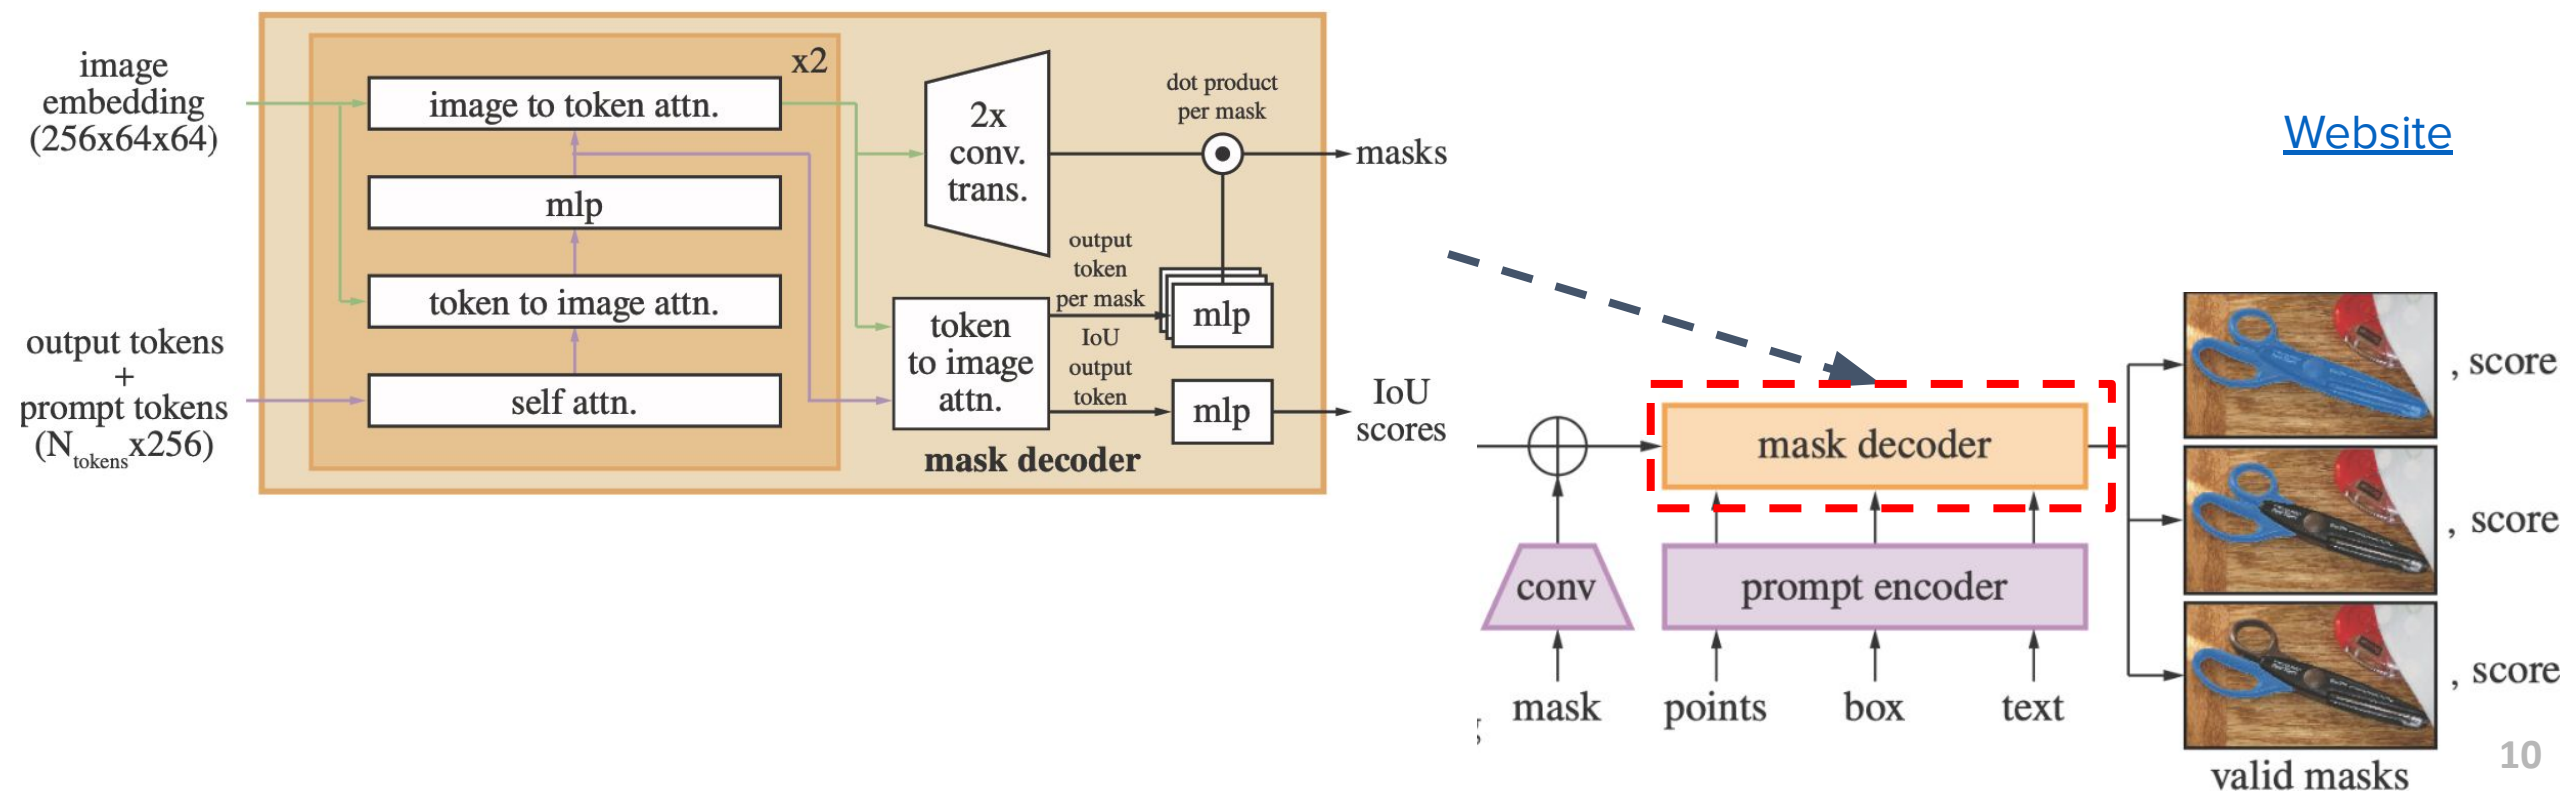 image
embedding
(256x64x64)
output tokens
+
prompt tokens
(Ntokensx256)
x2
image to token attn.
mlp
token to image attn.
self attn.
2x
conv.
trans.
dot product
per mask
masks
output
token
per mask
mlp
token
to image
attn.
IoU
output
token
mlp
IoU
scores
mask decoder
Website
mask decoder
conv
prompt encoder
mask
points
box
text
, score
, score
, score
valid masks
10